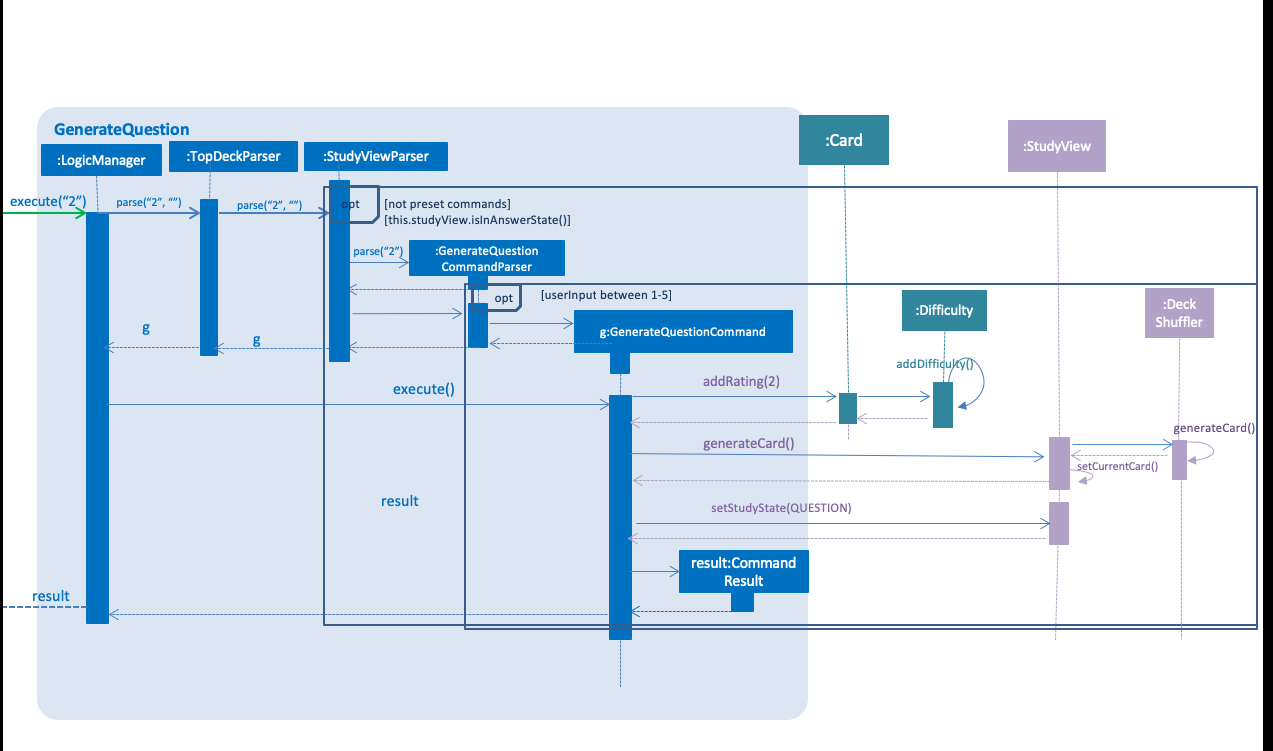 GenerateQuestion
:LogicManager
:TopDeckParser
:StudyViewParser
:Card
:StudyView
execute(“2”)
parse(“2”, “”)
parse(“2”, “”)
opt
[not preset commands]
[this.studyView.isInAnswerState()]
parse(“2”)
:GenerateQuestion
CommandParser
opt
[userInput between 1-5]
:Difficulty
:Deck
Shuffler
g
g
g:GenerateQuestionCommand
addDifficulty()
execute()
addRating(2)
generateCard()
generateCard()
setCurrentCard()
result
setStudyState(QUESTION)
result:Command
Result
result